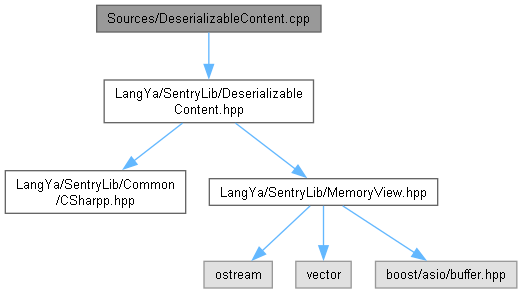 Sources/DeserializableContent.cpp
LangYa/SentryLib/Deserializable
Content.hpp
LangYa/SentryLib/Common
/CSharpp.hpp
LangYa/SentryLib/MemoryView.hpp
ostream
vector
boost/asio/buffer.hpp